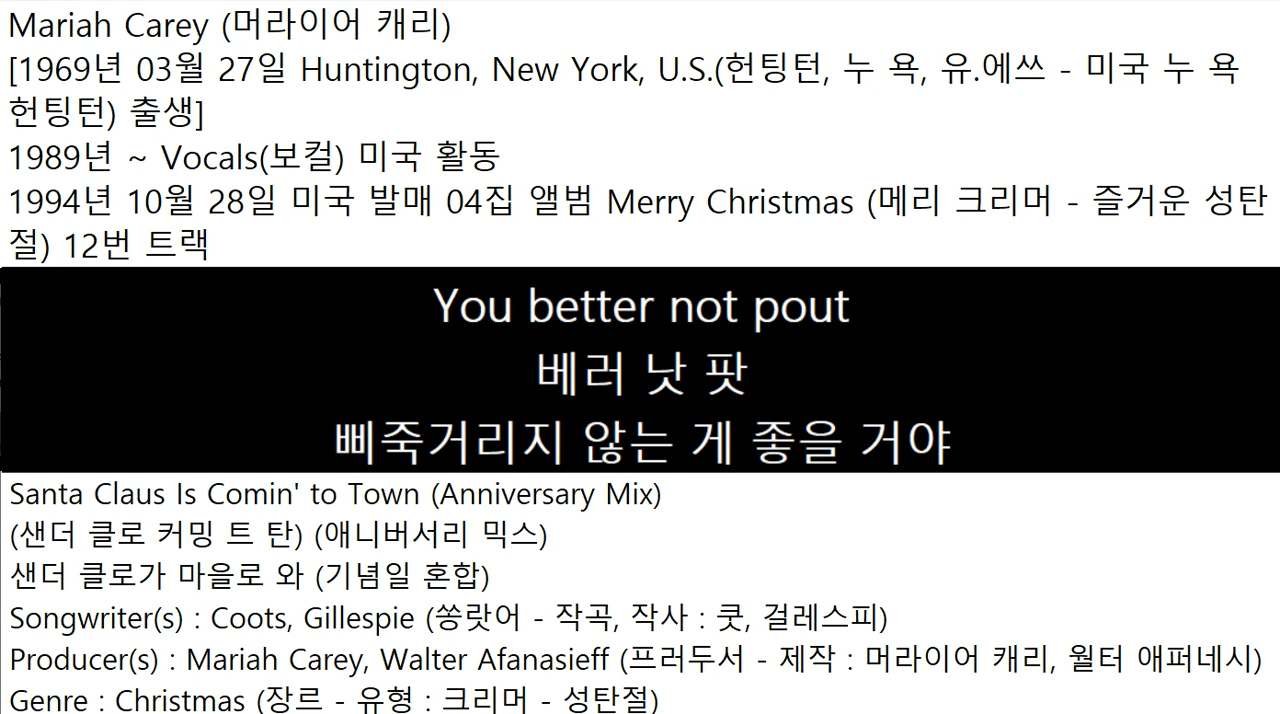 Mariah Carey (머라이어 캐리)
[1969년 03월 27일 Huntington, New York, U.S.(헌팅턴, 누 욕, 유.에쓰 - 미국 누 욕
헌팅턴) 출생]
1989년 ~ Vocals(보컬) 미국 활동
1994년 10월 28일 미국 발매 04집 앨범 Merry Christmas (메리 크리머 - 즐거운 성탄
절) 12번 트랙
You better not pout
베러 낫 팟
삐죽거리지 않는 게 좋을 거야
Santa Claus Is Comin' to Town (Anniversary Mix)
(샌더 클로 커밍 트 탄) (애니버서리 믹스)
샌더 클로가 마을로 와 (기념일 혼합)
Songwriter(s) : Coots, Gillespie (쏭랏어 - 작곡, 작사 : 쿳, 걸레스피)
Producer(s) : Mariah Carey, Walter Afanasieff (프러두서 - 제작 : 머라이어 캐리, 월터 애퍼네시)
Genre : Christmas (장르 - 유형 : 크리머 - 성탄절)